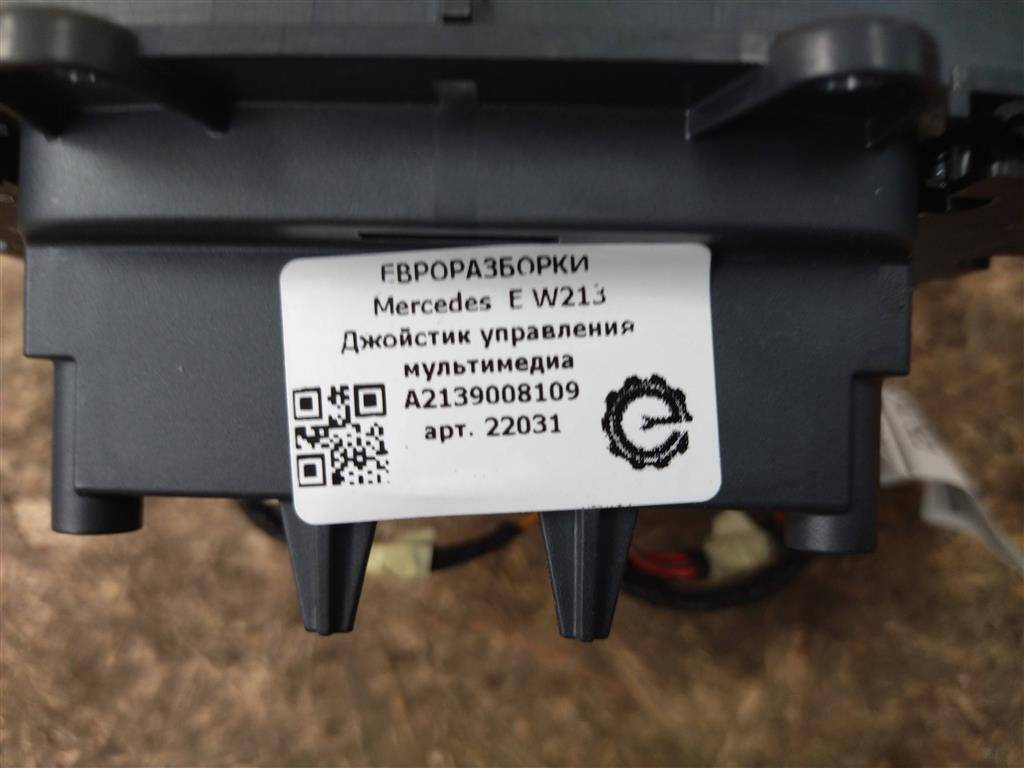 ЕВРОРАЗБОРКИ
Mercedes E W213
Джойстик управления
мультимедиа
A2139008109
арт. 22031